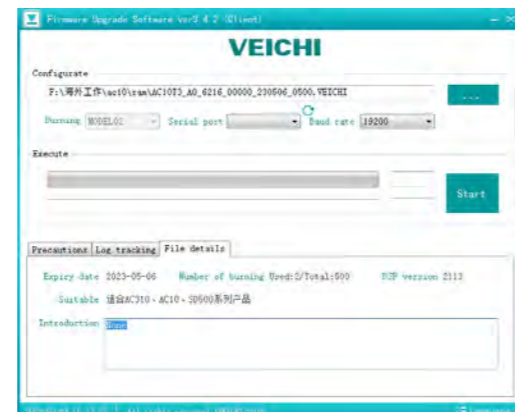 Firmware Upgrade Software ver3.4.2 (Client)
VEICHI
Configurate
F:\海外工作\ac10\ram\AC10T3_A0_6216_00000_230506_0500.VEICHI
...
Burning MODEL02 Serial port Baud rate 19200
Execute
Start
Precautions Log tracking File details
Expiry date 2023-05-06 Number of burning Used:2/Total:500 DSP version 2113
Suitable 适合AC310、AC10、SD500系列产品
Introduction